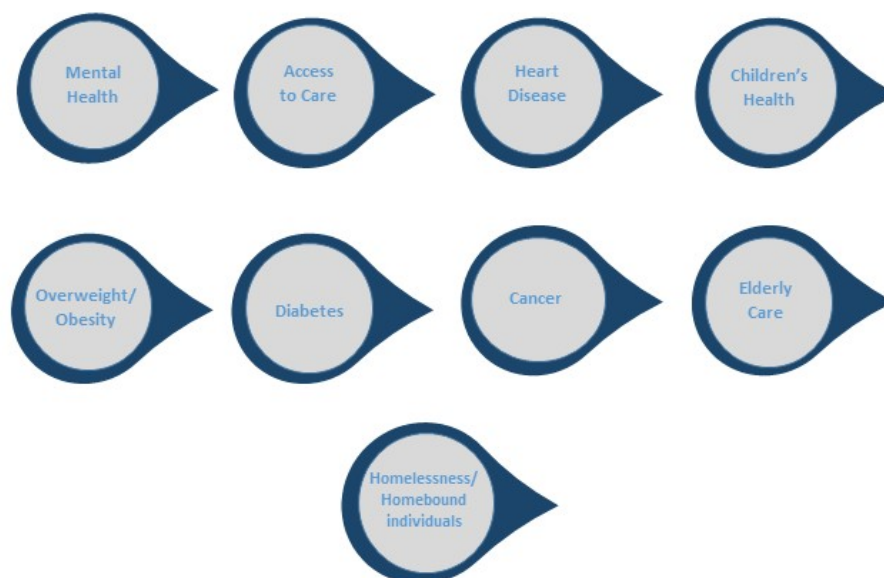 Mental
Health
Access
to Care
Heart
Disease
Children's
Health
Overweight/
Obesity
Diabetes
Cancer
Elderly
Care
Homelessness/
Homebound
individuals